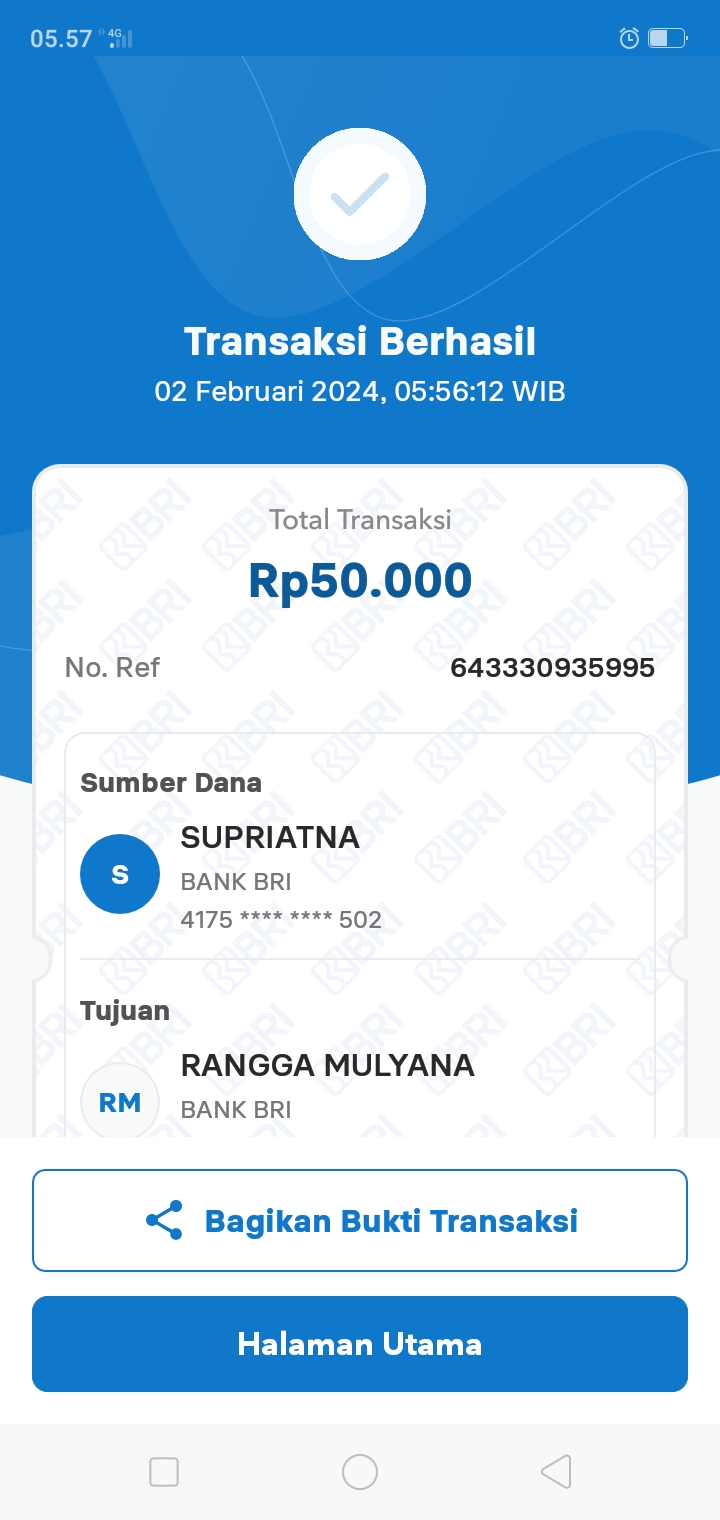 05.57 4G
Transaksi Berhasil
02 Februari 2024, 05:56:12 WIB
Total Transaksi
Rp50.000
No. Ref 643330935995
Sumber Dana
SUPRIATNA
S
BANK BRI
4175 **** **** 502
Tujuan
RANGGA MULYANA
RM
BANK BRI
Bagikan Bukti Transaksi
Halaman Utama